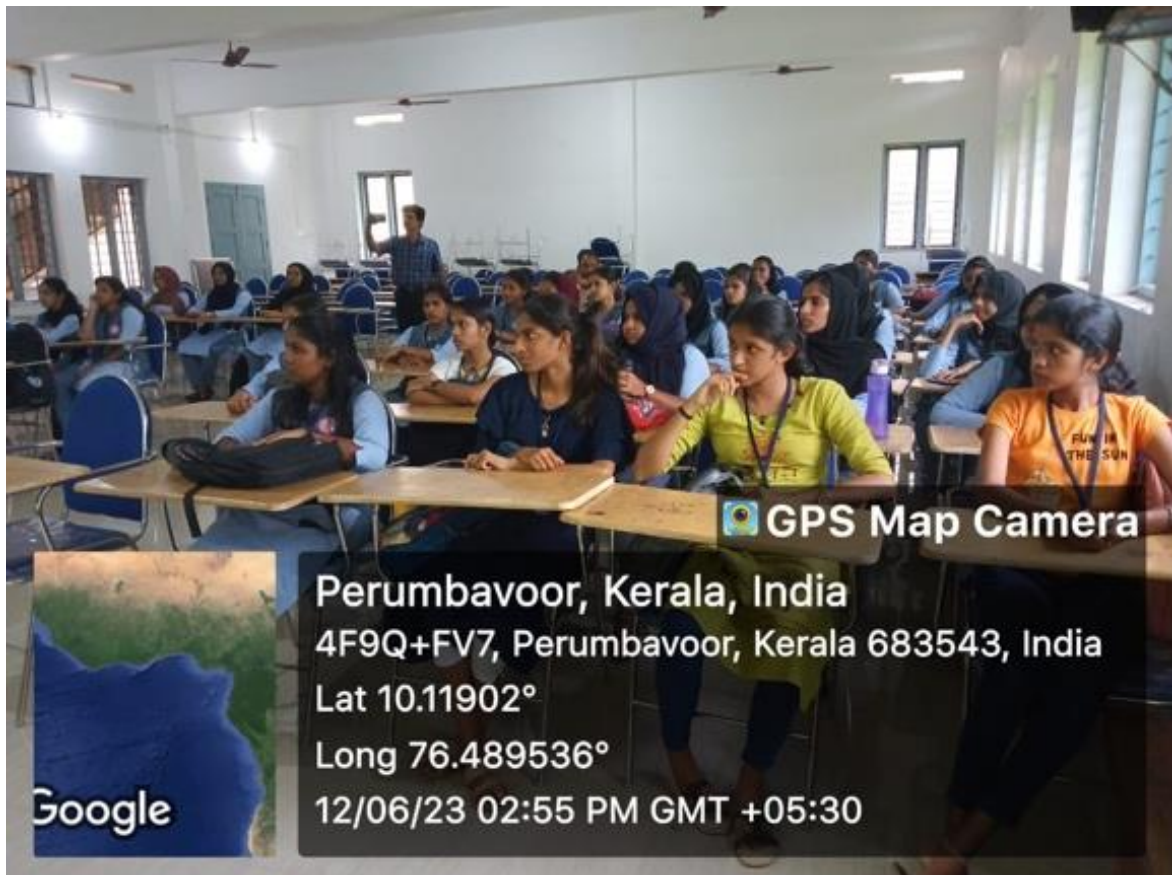 FUN IN
THE SUN
GPS Map Camera
Perumbavoor, Kerala, India
4F9Q+FV7, Perumbavoor, Kerala 683543, India
Lat 10.11902°
Long 76.489536°
12/06/23 02:55 PM GMT +05:30
Google